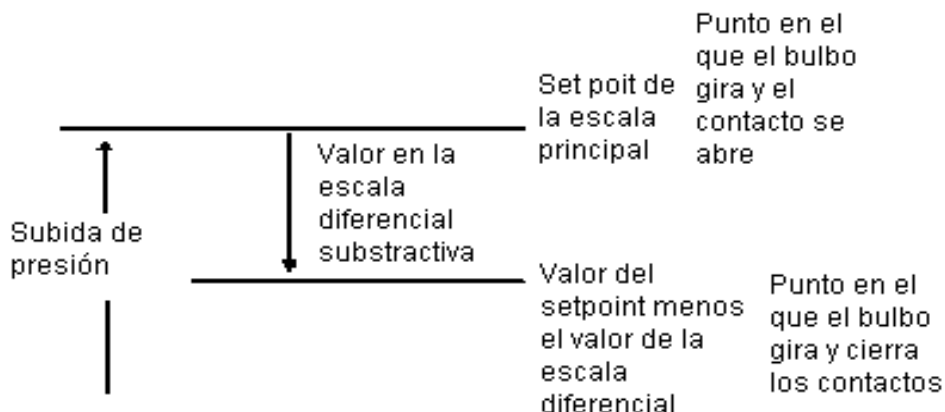 Punto en el
que el bulbo
gira y el
contacto se
abre
Set poit de
la escala
principal
Valor en la
escala
diferencial
substractiva
Subida de
presión
Valor del
setpoint menos
el valor de la
escala
diferencial
Punto en el
que el bulbo
gira y cierra
los contactos